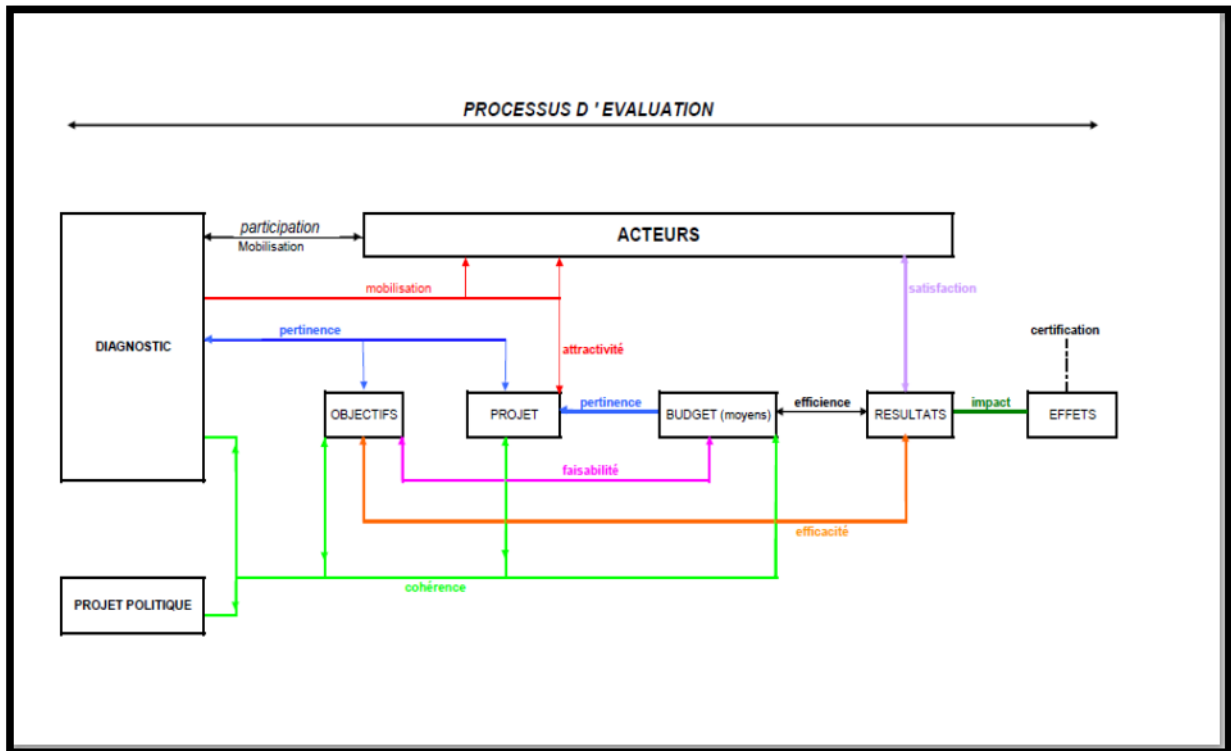 PROCESSUS D ' EVALUATION
participation
Mobilisation
ACTEURS
mobilisation
satisfaction
pertinence
certification
DIAGNOSTIC
attractivité
OBJECTIFS
PROJET
pertinence
BUDGET (moyens)
efficience
RESULTATS
impact
EFFETS
faisabilité
efficacité
cohérence
PROJET POLITIQUE